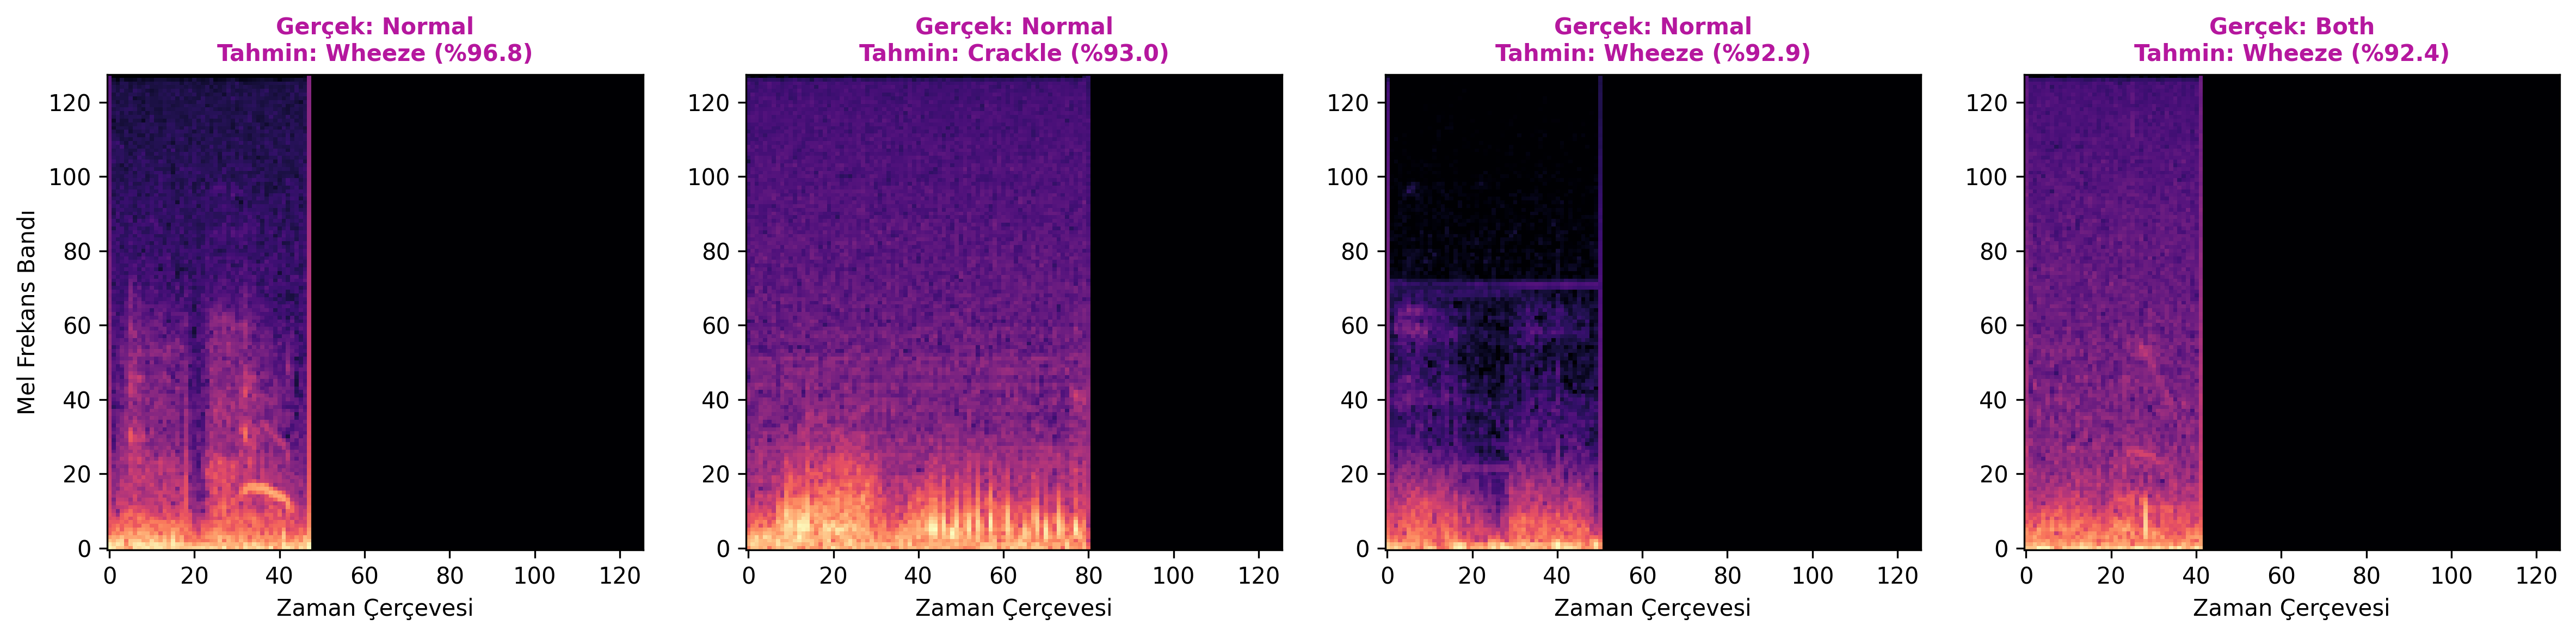 Gerçek: Normal
Tahmin: Wheeze (%96.8)
Gerçek: Normal
Tahmin: Crackle (%93.0)
Gerçek: Normal
Tahmin: Wheeze (%92.9)
Gerçek: Both
Tahmin: Wheeze (%92.4)
Mel Frekans Bandı
120
100
80
60
40
20
0
0 20 40 60 80 100 120
Zaman Çerçevesi
120
100
80
60
40
20
0
0 20 40 60 80 100 120
Zaman Çerçevesi
120
100
80
60
40
20
0
0 20 40 60 80 100 120
Zaman Çerçevesi
120
100
80
60
40
20
0
0 20 40 60 80 100 120
Zaman Çerçevesi